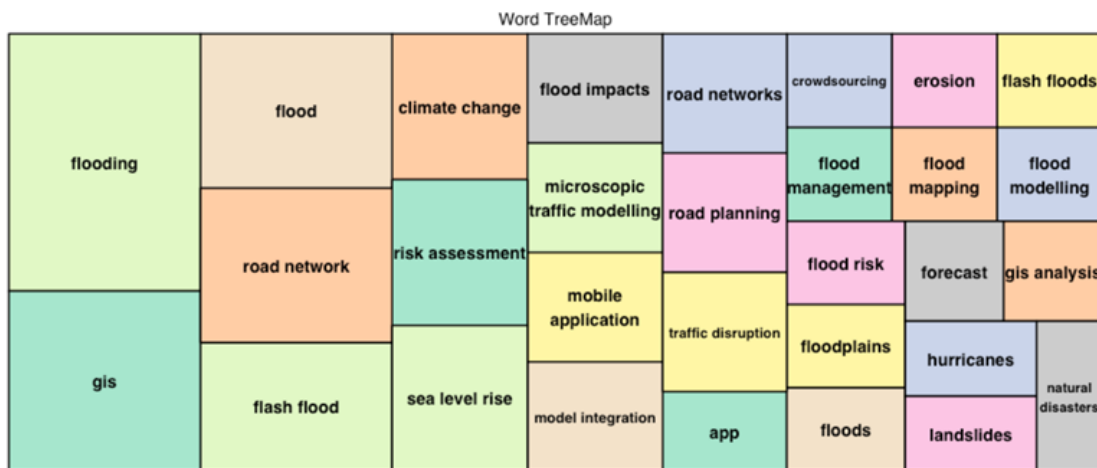 Word TreeMap
flooding
gis
flood
road network
flash flood
climate change
risk assessment
sea level rise
flood impacts
microscopic
traffic modelling
mobile
application
model integration
road networks
road planning
traffic disruption
app
crowdsourcing
erosion
flash floods
flood
management
flood
mapping
flood
modelling
flood risk
floodplains
floods
forecast
gis analysis
hurricanes
landslides
natural
disasters